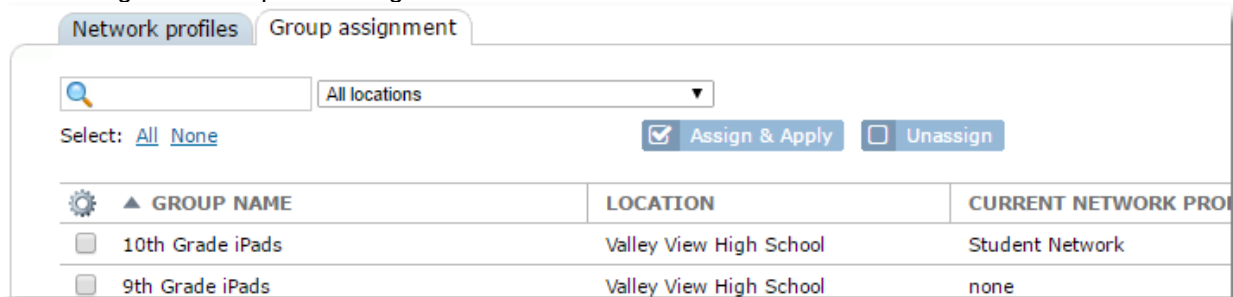 Network profiles Group assignment
All locations
Select: All None Assign & Apply Unassign
GROUP NAME LOCATION CURRENT NETWORK PROI
10th Grade iPads Valley View High School Student Network
9th Grade iPads Valley View High School none